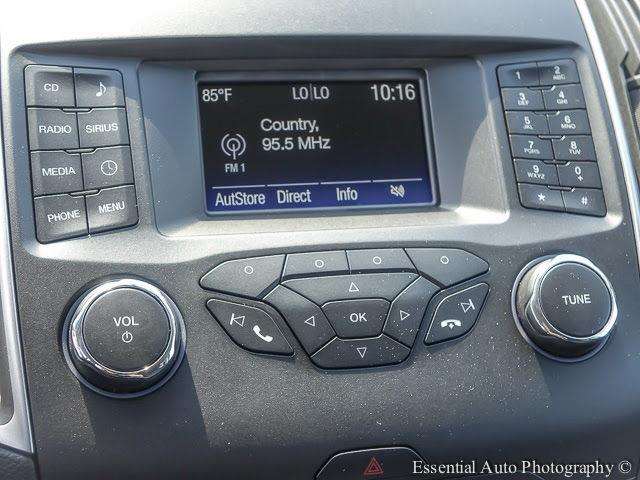 CD
RADIO SIRIUS
MEDIA
PHONE MENU
85°F LO LO 10:16
Country,
95.5 MHz
FM 1
AutStore Direct Info
1 2 ABC
3 DEF 4 GHI
5 JKL 6 MNO
7 PQRS 8 TUV
9 WXYZ 0 +
* #
VOL
OK
TUNE
Essential Auto Photography ©